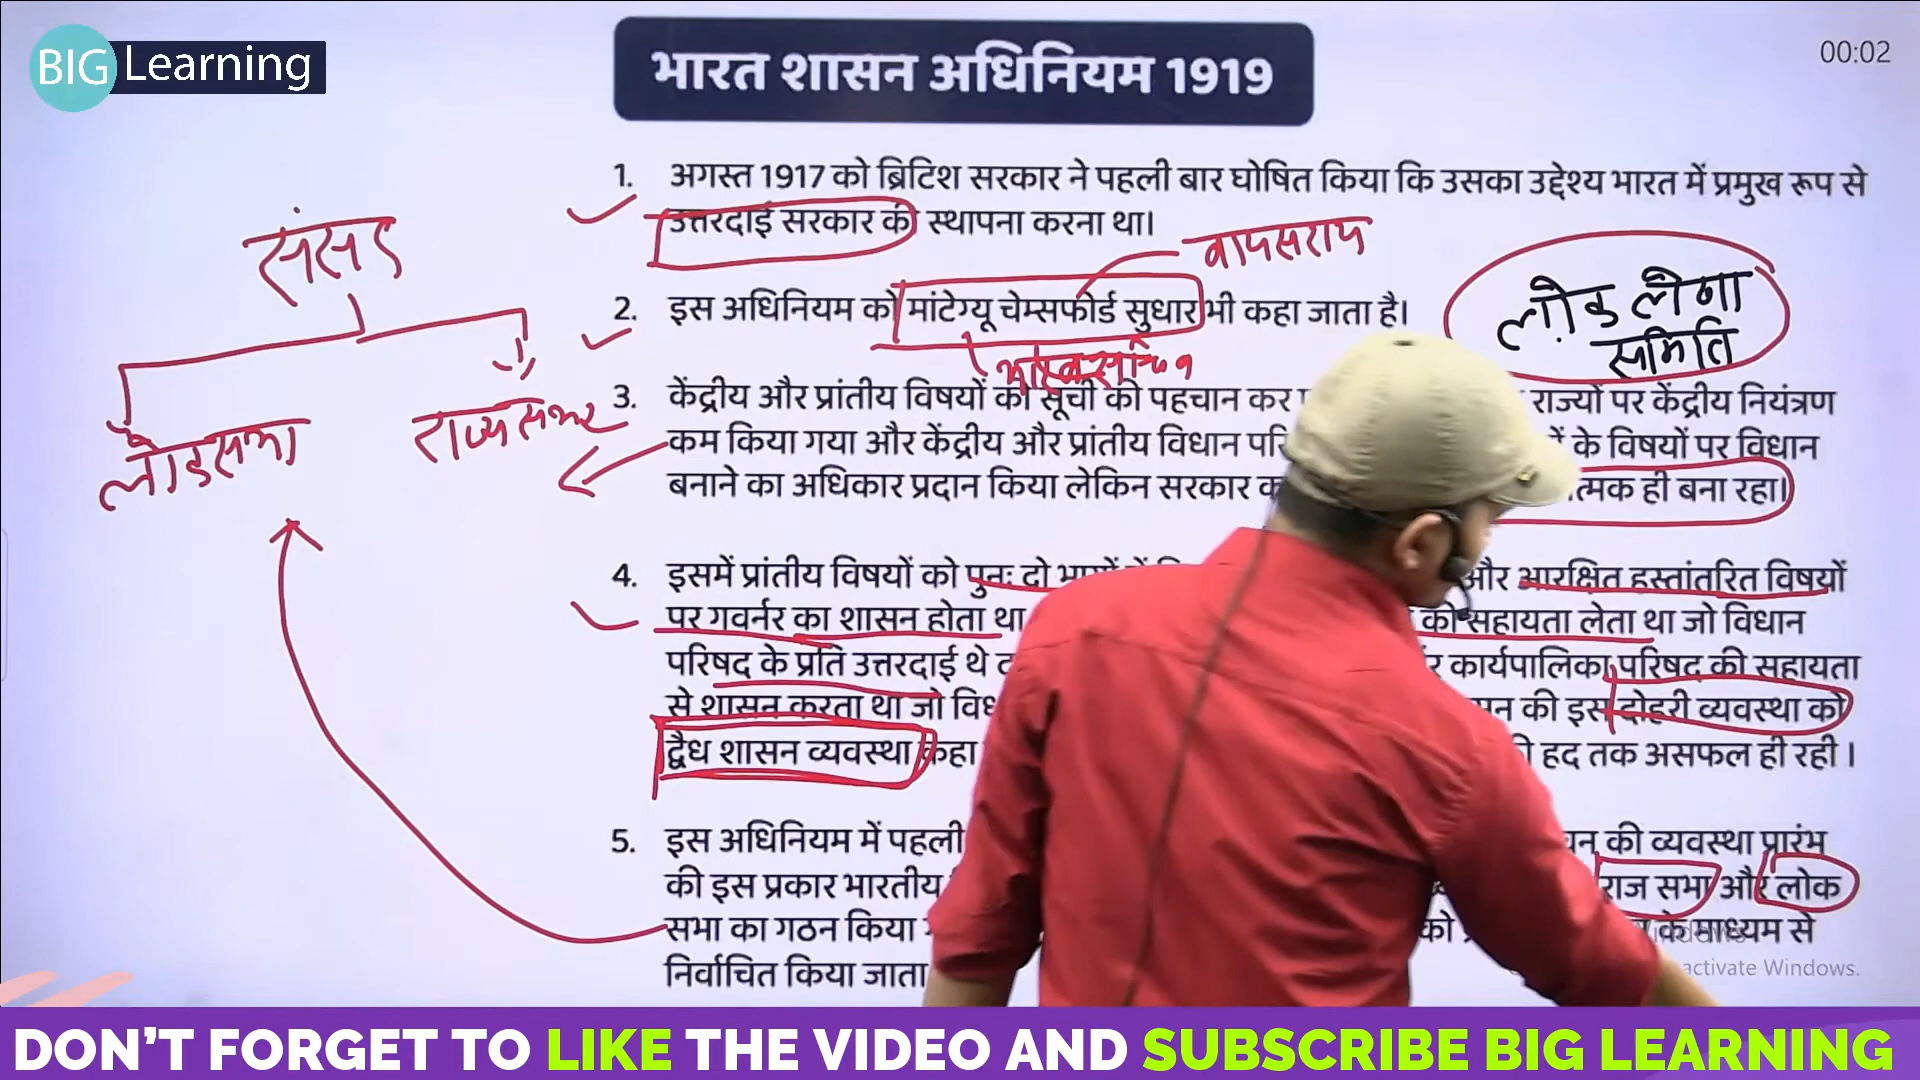 BIG Learning
भारत शासन अधिनियम 1919
00:02
1. अगस्त 1917 को ब्रिटिश सरकार ने पहली बार घोषित किया कि उसका उद्देश्य भारत में प्रमुख रूप से
उत्तरदाई सरकार की स्थापना करना था।
वायसराय
संसद
2. इस अधिनियम को मांटेग्यू चेम्सफोर्ड सुधार भी कहा जाता है।
लोक लेखा
समिति
लोकसभा
राज्यसभा
3. केंद्रीय और प्रांतीय विषयों की सूची की पहचान कर राज्यों पर केंद्रीय नियंत्रण
कम किया गया और केंद्रीय और प्रांतीय विधान के विषयों पर विधान
बनाने का अधिकार प्रदान किया लेकिन सरकार ही बना रहा।
4. इसमें प्रांतीय विषयों को पुनः दो और आरक्षित हस्तांतरित विषयों
पर गवर्नर का शासन होता था की सहायता लेता था जो विधान
परिषद के प्रति उत्तरदाई थे कार्यपालिका परिषद की सहायता
से शासन करता था जो की इस दोहरी व्यवस्था को
द्वैध शासन व्यवस्था कहा हद तक असफल ही रही ।
5. इस अधिनियम में पहली की व्यवस्था प्रारंभ
की इस प्रकार भारतीय राज सभा और लोक
सभा का गठन किया को के माध्यम से
निर्वाचित किया जाता
activate Windows.
DON'T FORGET TO LIKE THE VIDEO AND SUBSCRIBE BIG LEARNING